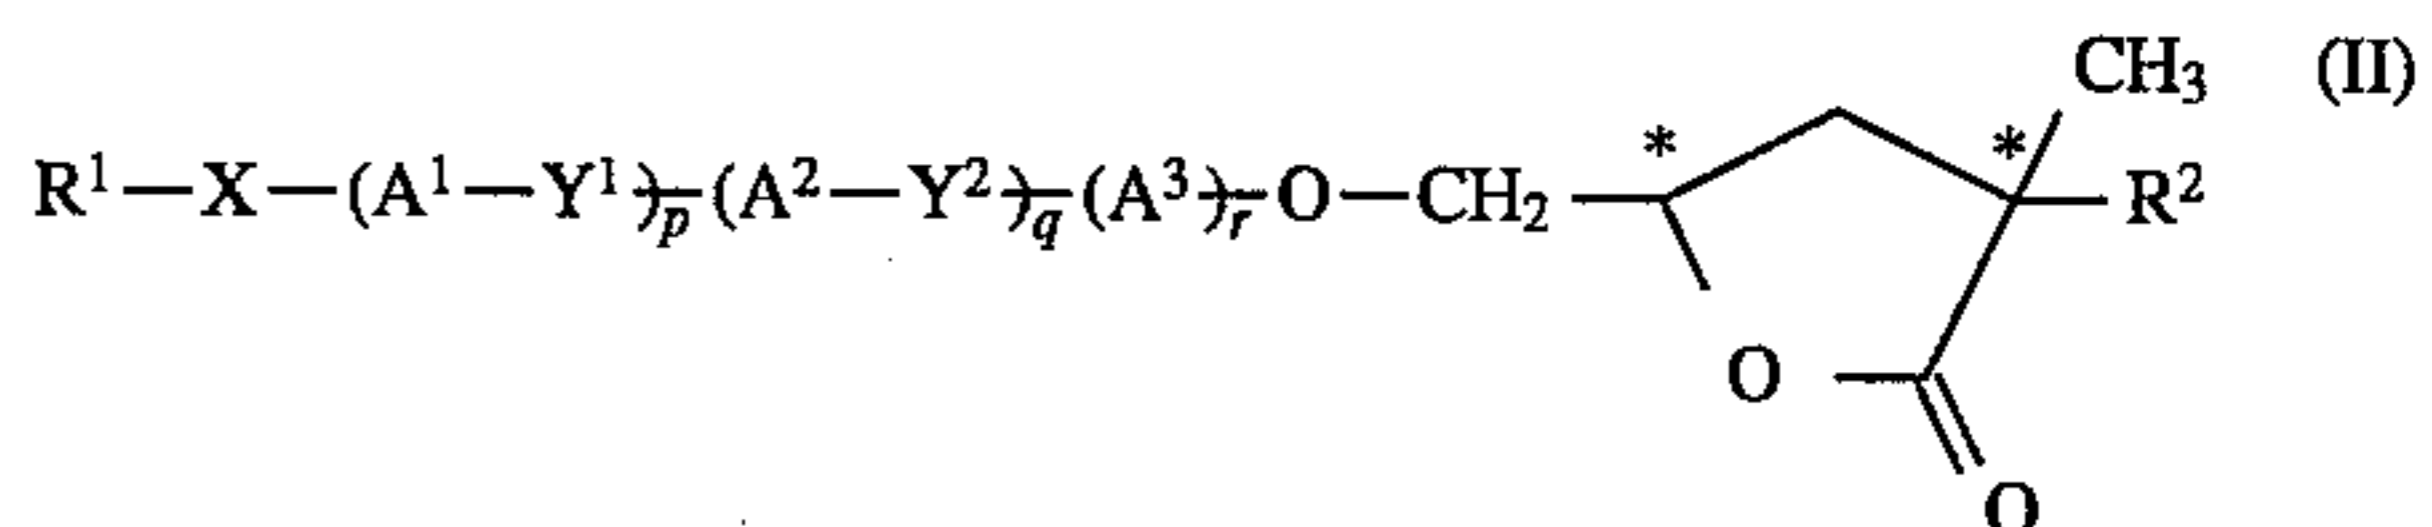 CH₃ (II)
* *
R¹—X—(A¹—Y¹)ₚ—(A²—Y²)q—(A³)ᵣ—O—CH₂ R²
O
O